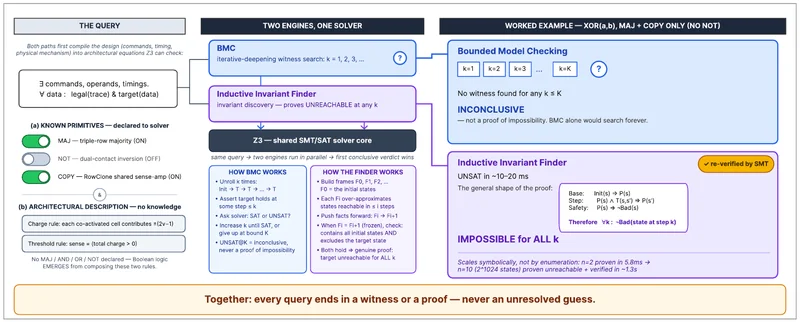 THE QUERY
Both paths first compile the design (commands, timing,
physical mechanism) into architectural equations Z3 can check:
∃ commands, operands, timings.
∀ data : legal(trace) & target(data)
(a) KNOWN PRIMITIVES — declared to solver
MAJ — triple-row majority (ON)
NOT — dual-contact inversion (OFF)
COPY — RowClone shared sense-amp (ON)
&
(b) ARCHITECTURAL DESCRIPTION — no knowledge
Charge rule: each co-activated cell contributes +(2v−1)
Threshold rule: sense = (total charge > 0)
No MAJ / AND / OR / NOT declared — Boolean logic
EMERGES from composing these two rules.
TWO ENGINES, ONE SOLVER
BMC
iterative-deepening witness search: k = 1, 2, 3, ...
?
Inductive Invariant Finder
invariant discovery — proves UNREACHABLE at any k
Z3 — shared SMT/SAT solver core
same query → two engines run in parallel → first conclusive verdict wins
HOW BMC WORKS
• Unroll k times:
Init → T → T → ... → T
• Assert target holds at
some step ≤ k
• Ask solver: SAT or UNSAT?
• Increase k until SAT, or
give up at bound K
• UNSAT@K = inconclusive,
never a proof of impossibility
HOW THE FINDER WORKS
• Build frames F0, F1, F2, ...
F0 = the initial states
• Each Fi over-approximates
states reachable in ≤ i steps
• Push facts forward: Fi → Fi+1
• When Fi = Fi+1 (frozen), check:
contains all initial states AND
excludes the target state
• Both hold → genuine proof:
target unreachable for ALL k
WORKED EXAMPLE — XOR(a,b), MAJ + COPY ONLY (NO NOT)
Bounded Model Checking
k=1 k=2 k=3 ... k=K ?
No witness found for any k ≤ K
INCONCLUSIVE
— not a proof of impossibility. BMC alone would search forever.
Inductive Invariant Finder
✓ re-verified by SMT
UNSAT in ~10–20 ms
The general shape of the proof:
Base: Init(s) → P(s)
Step: P(s) ∧ T(s,s′) → P(s′)
Safety: P(s) → ¬Bad(s)
Therefore ∀k : ¬Bad(state at step k)
IMPOSSIBLE for ALL k
Scales symbolically, not by enumeration: n=2 proven in 5.8ms →
n=10 (2^1024 states) proven unreachable + verified in ~1.3s
Together: every query ends in a witness or a proof — never an unresolved guess.